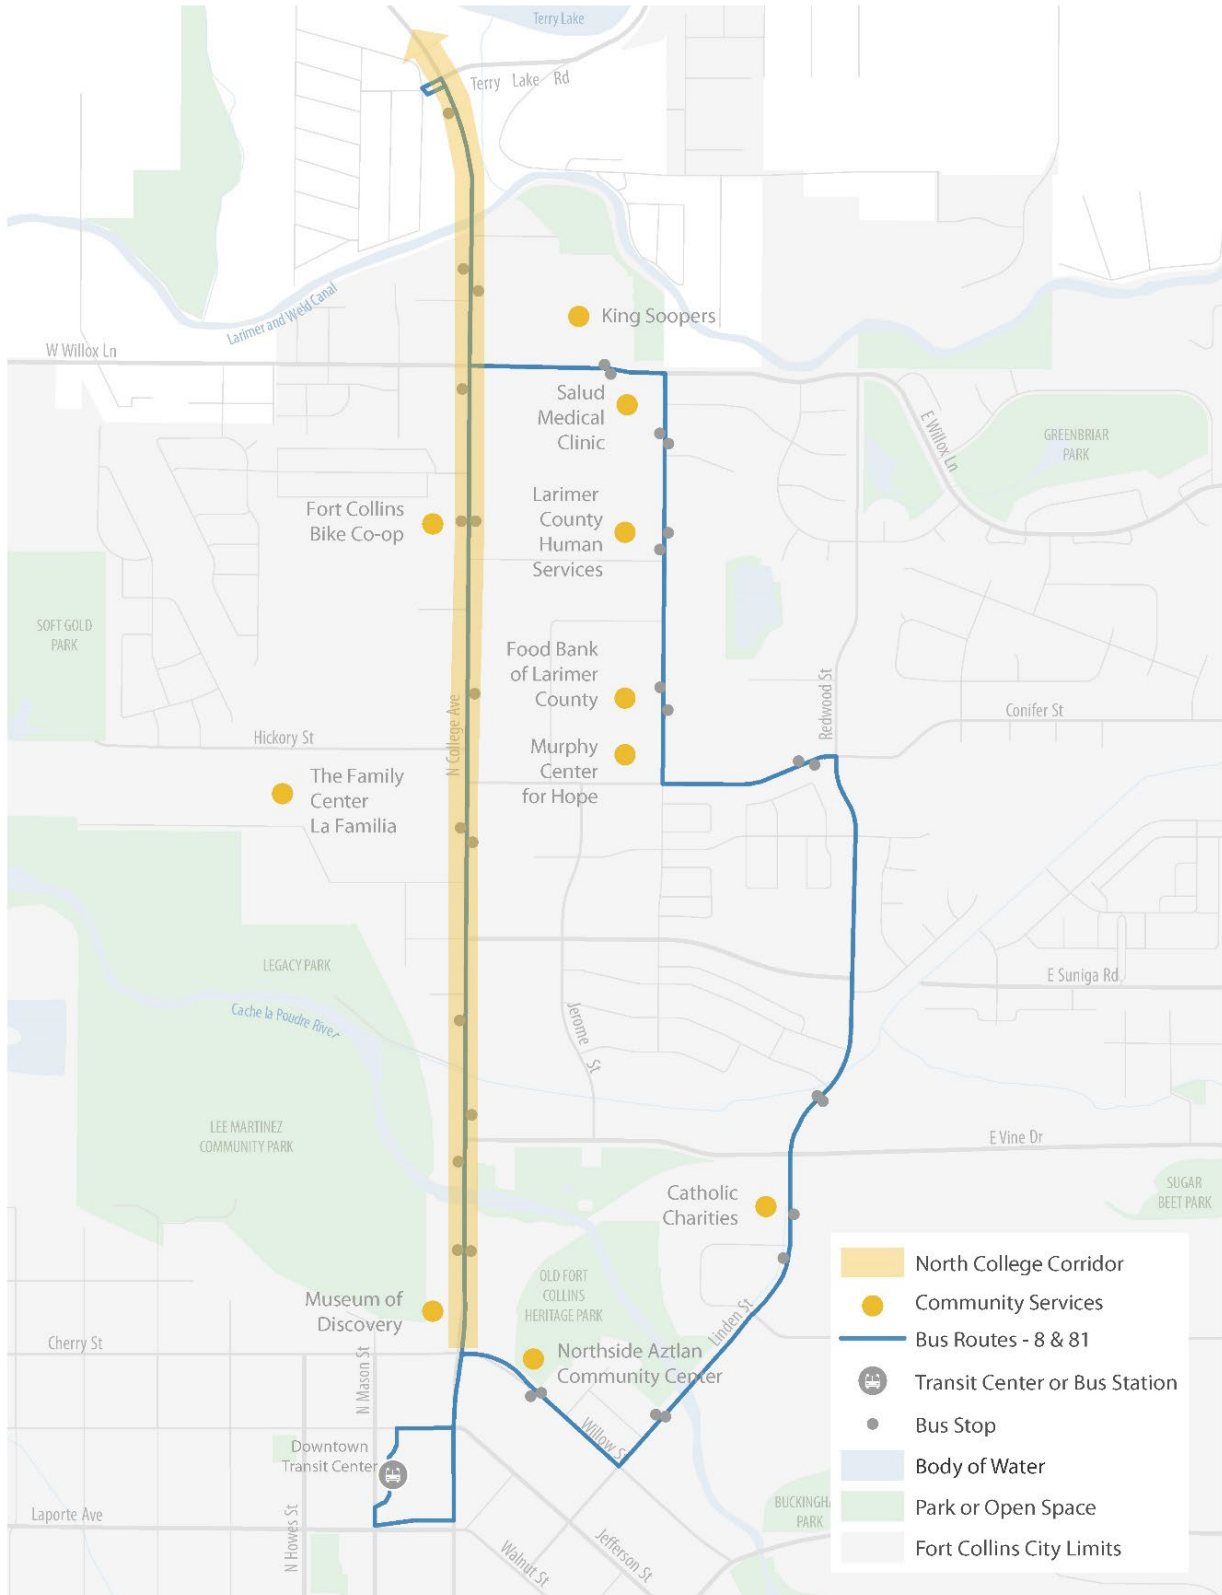 Terry Lake
Terry Lake Rd
Larimer and Weld Canal
King Soopers
W Willox Ln
Salud
Medical
Clinic
E Willox Ln
GREENBRIAR
PARK
Fort Collins
Bike Co-op
Larimer
County
Human
Services
SOFT GOLD
PARK
Food Bank
of Larimer
County
N College Ave
Redwood St
Conifer St
Hickory St
Murphy
Center
for Hope
The Family
Center
La Familia
LEGACY PARK
E Suniga Rd
Cache la Poudre River
Jerome St
LEE MARTINEZ
COMMUNITY PARK
E Vine Dr
Catholic
Charities
SUGAR
BEET PARK
OLD FORT
COLLINS
HERITAGE PARK
Museum of
Discovery
Linden St
Cherry St
N Mason St
Northside Aztlan
Community Center
Willow St
Downtown
Transit Center
Laporte Ave
N Howes St
Walnut St
Jefferson St
BUCKINGHA
PARK
North College Corridor
Community Services
Bus Routes - 8 & 81
Transit Center or Bus Station
Bus Stop
Body of Water
Park or Open Space
Fort Collins City Limits